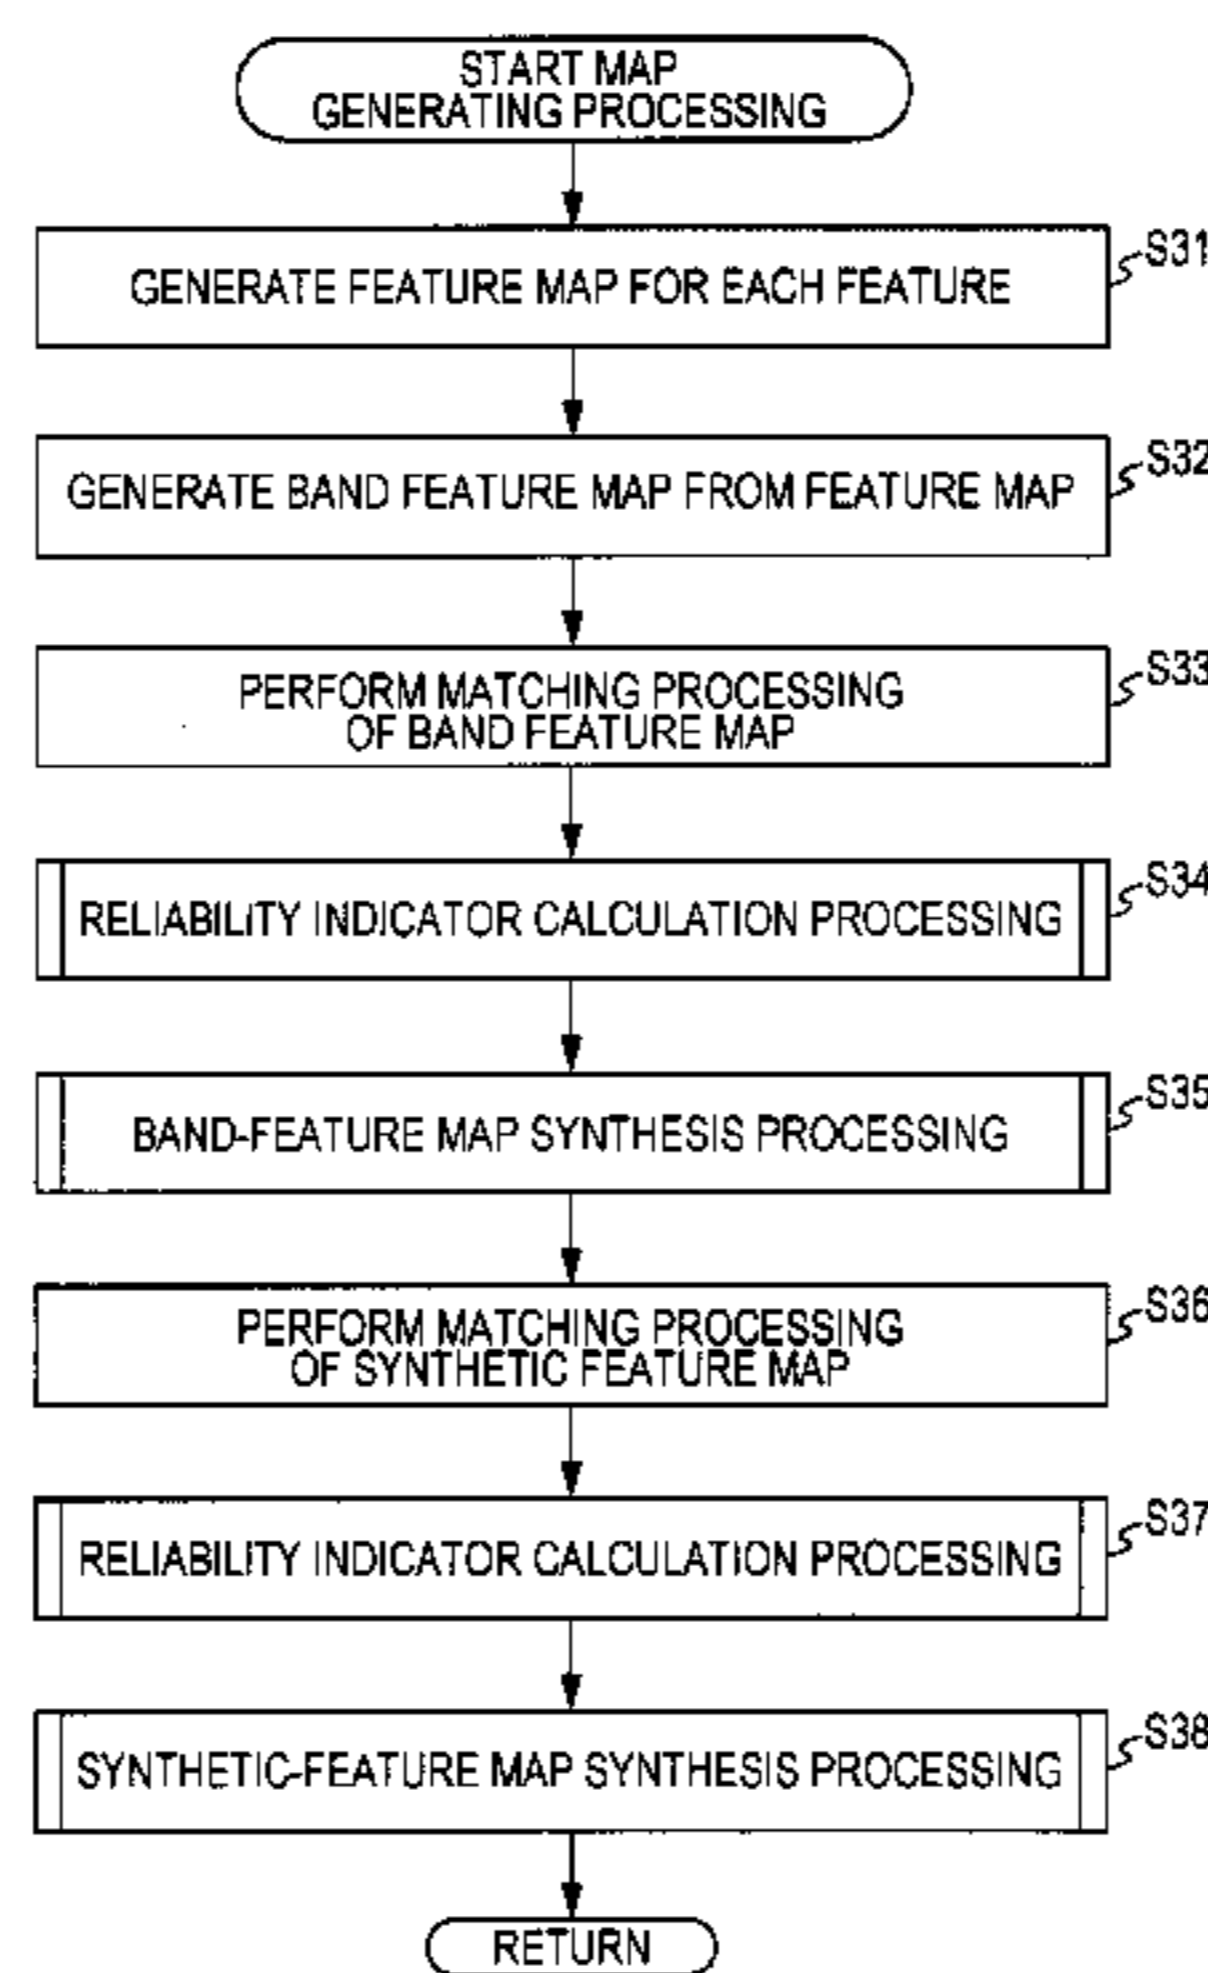 START MAP
GENERATING PROCESSING
S31
GENERATE FEATURE MAP FOR EACH FEATURE
S32
GENERATE BAND FEATURE MAP FROM FEATURE MAP
S33
PERFORM MATCHING PROCESSING
OF BAND FEATURE MAP
S34
RELIABILITY INDICATOR CALCULATION PROCESSING
S35
BAND-FEATURE MAP SYNTHESIS PROCESSING
S36
PERFORM MATCHING PROCESSING
OF SYNTHETIC FEATURE MAP
S37
RELIABILITY INDICATOR CALCULATION PROCESSING
S38
SYNTHETIC-FEATURE MAP SYNTHESIS PROCESSING
RETURN